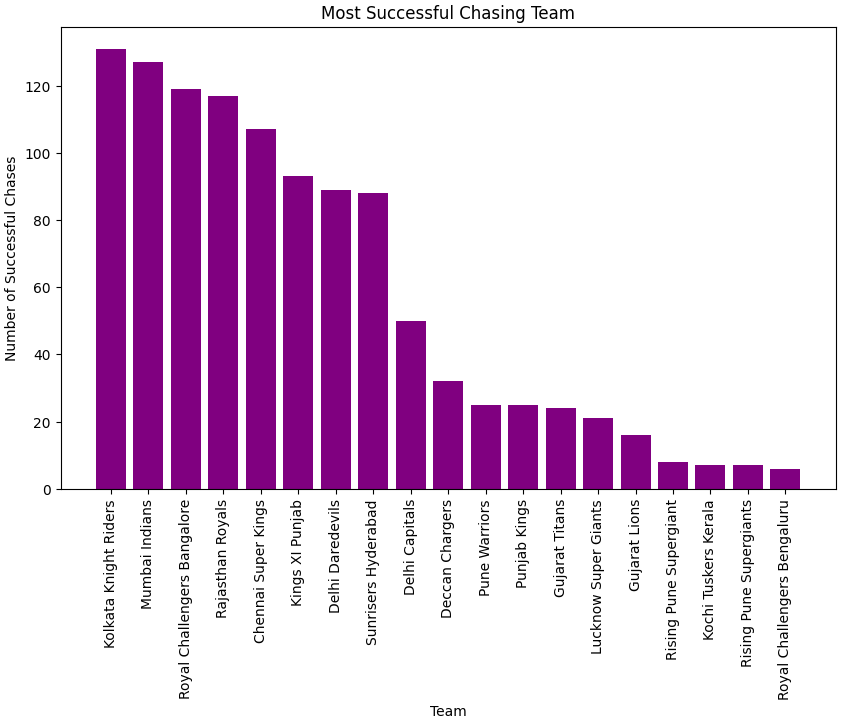 Most Successful Chasing Team
Number of Successful Chases
120
100
80
60
40
20
0
Kolkata Knight Riders
Mumbai Indians
Royal Challengers Bangalore
Rajasthan Royals
Chennai Super Kings
Kings XI Punjab
Delhi Daredevils
Sunrisers Hyderabad
Delhi Capitals
Deccan Chargers
Pune Warriors
Punjab Kings
Gujarat Titans
Lucknow Super Giants
Gujarat Lions
Rising Pune Supergiant
Kochi Tuskers Kerala
Rising Pune Supergiants
Royal Challengers Bengaluru
Team